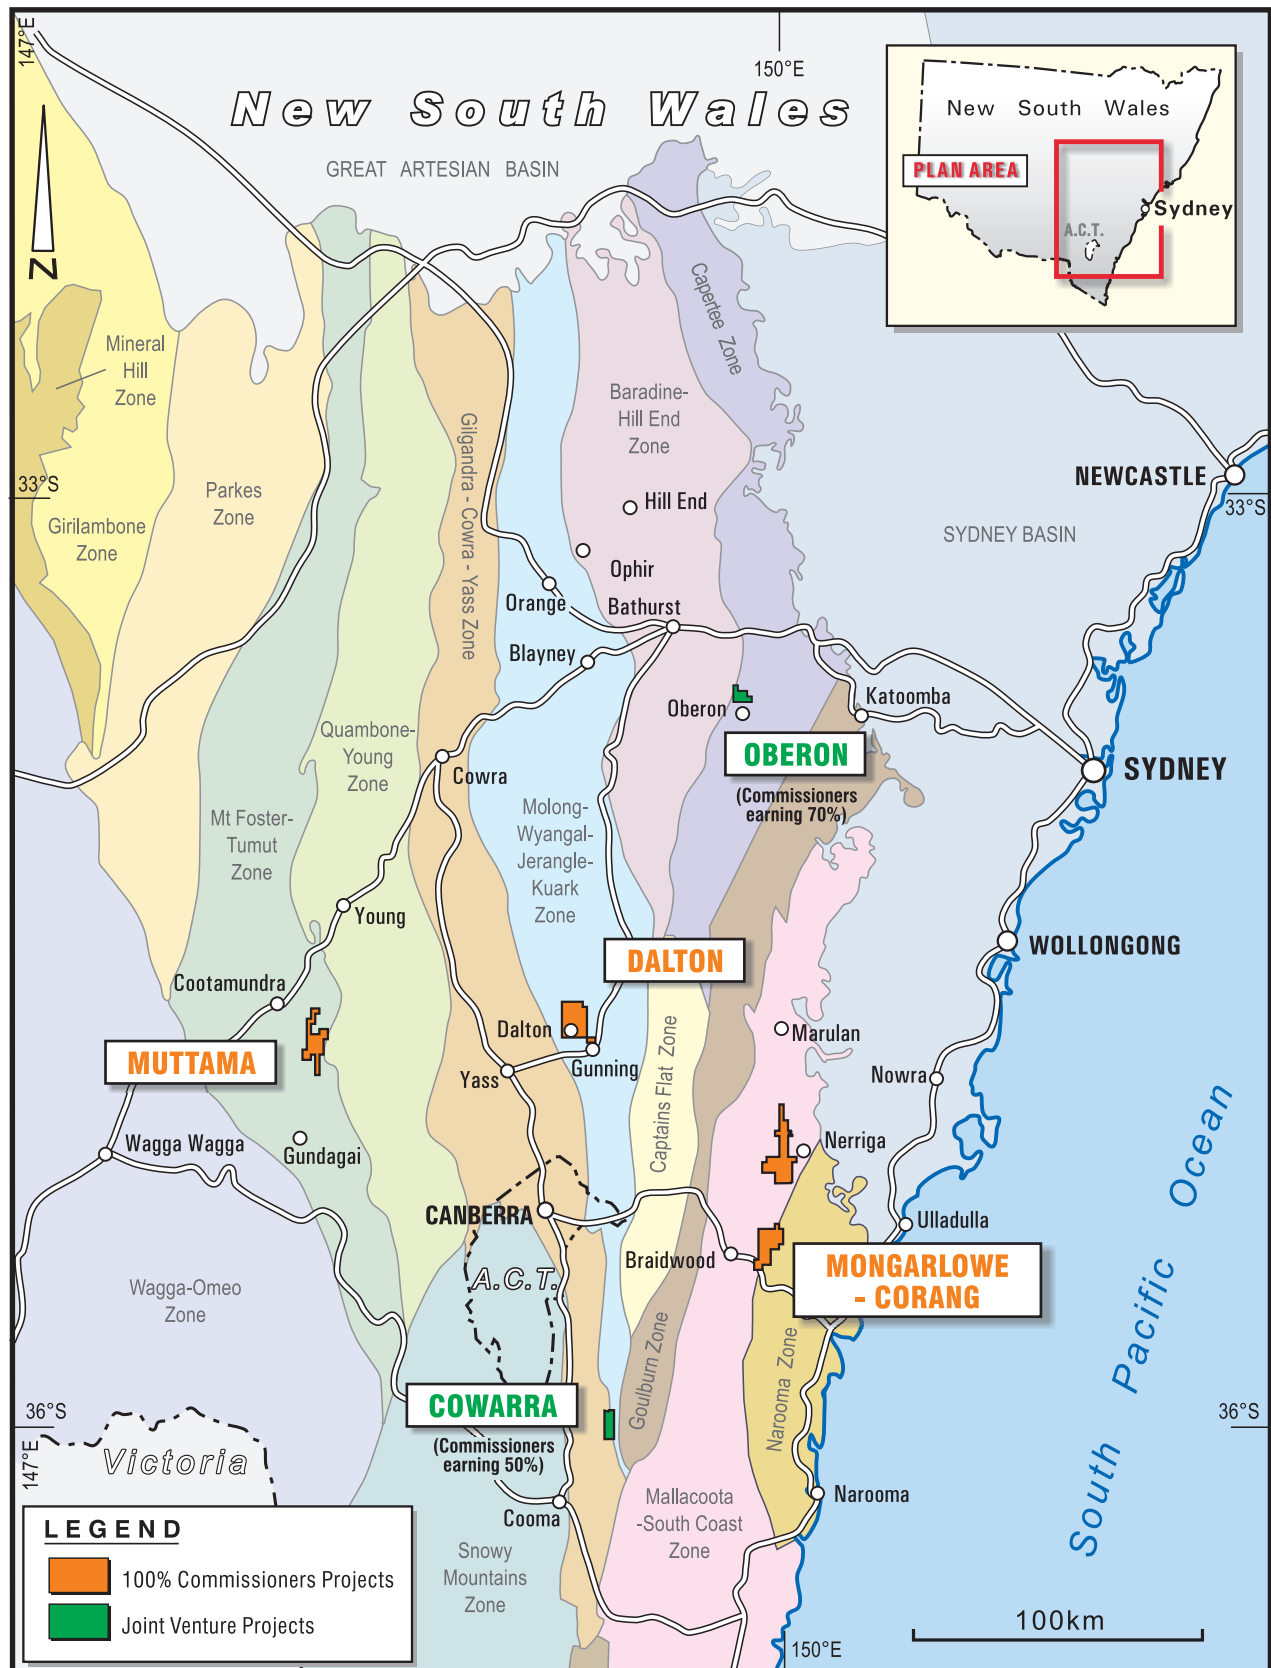 147°E
150°E
New South Wales
GREAT ARTESIAN BASIN
New South Wales
PLAN AREA
Sydney
A.C.T.
N
Capertee Zone
Mineral
Hill
Zone
Baradine-
Hill End
Zone
Gilgandra - Cowra - Yass Zone
NEWCASTLE
33°S
33°S
Parkes
Zone
Hill End
Girilambone
Zone
SYDNEY BASIN
Ophir
Orange
Bathurst
Blayney
Katoomba
Oberon
Quambone-
Young
Zone
OBERON
(Commissioners
earning 70%)
SYDNEY
Cowra
Mt Foster-
Tumut
Zone
Molong-
Wyangal-
Jerangle-
Kuark
Zone
Young
WOLLONGONG
DALTON
Cootamundra
Dalton
Marulan
MUTTAMA
Gunning
Yass
Captains Flat Zone
Nowra
Wagga Wagga
Gundagai
Nerriga
CANBERRA
Ulladulla
Braidwood
A.C.T.
MONGARLOWE
- CORANG
Wagga-Omeo
Zone
South Pacific Ocean
Goulburn Zone
Narooma Zone
COWARRA
(Commissioners
earning 50%)
36°S
36°S
147°E
Victoria
Narooma
Mallacoota
-South Coast
Zone
Cooma
Snowy
Mountains
Zone
LEGEND
100% Commissioners Projects
Joint Venture Projects
100km
150°E